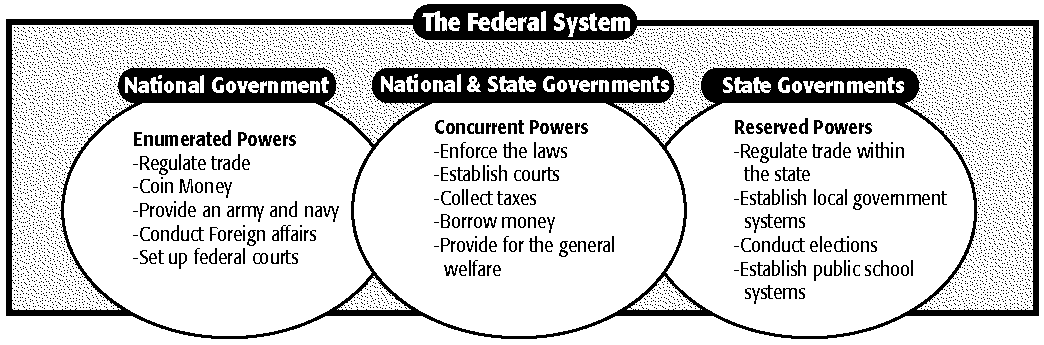 The Federal System
National Government
Enumerated Powers
-Regulate trade
-Coin Money
-Provide an army and navy
-Conduct Foreign affairs
-Set up federal courts
National & State Governments
Concurrent Powers
-Enforce the laws
-Establish courts
-Collect taxes
-Borrow money
-Provide for the general
welfare
State Governments
Reserved Powers
-Regulate trade within
the state
-Establish local government
systems
-Conduct elections
-Establish public school
systems